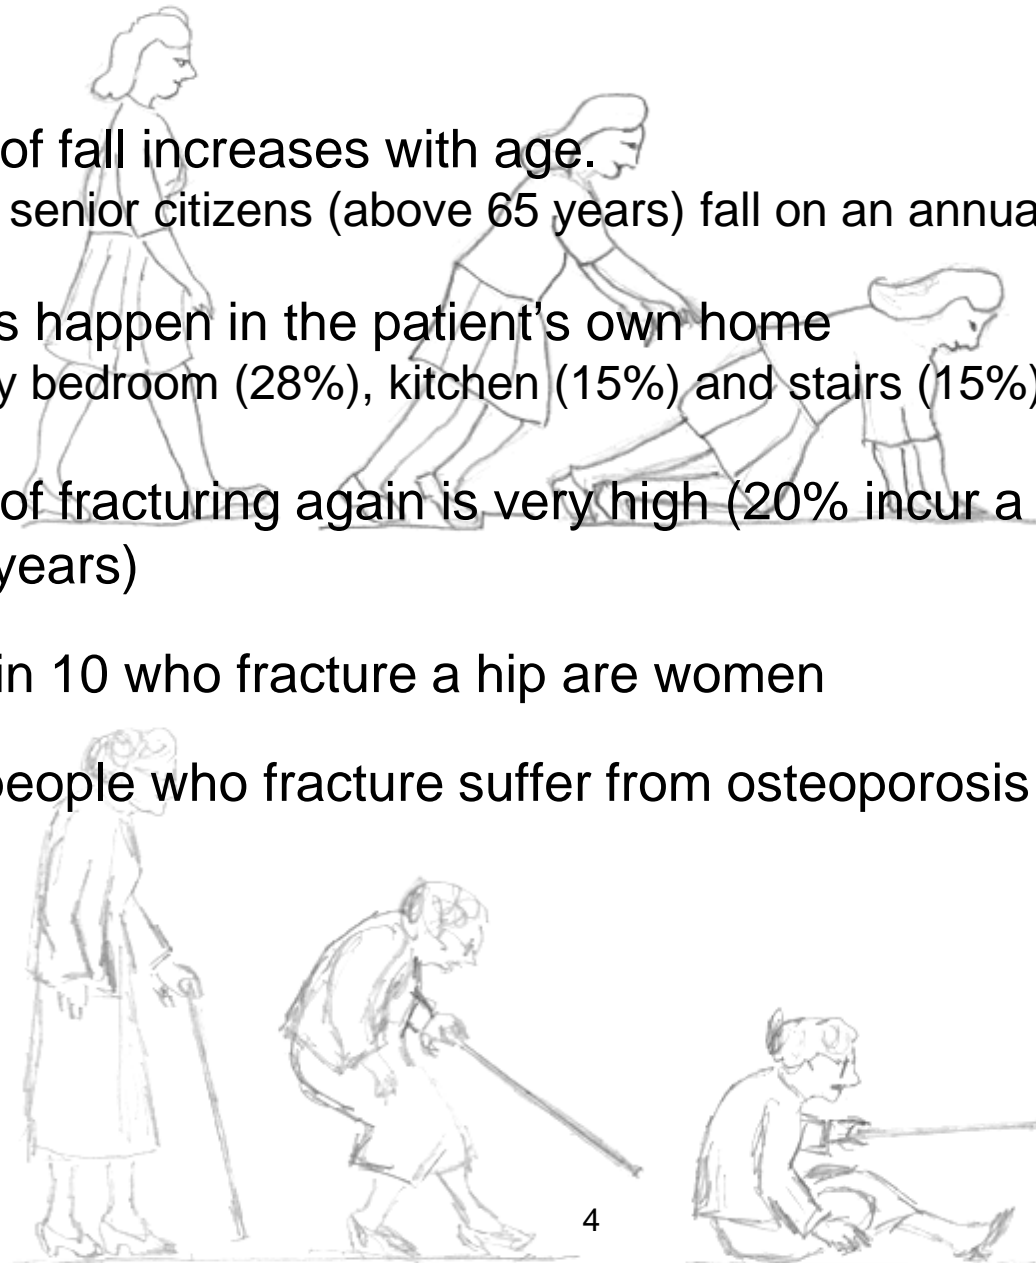 of fall increases with age.
senior citizens (above 65 years) fall on an annua
s happen in the patient’s own home
y bedroom (28%), kitchen (15%) and stairs (15%)
of fracturing again is very high (20% incur a
years)
in 10 who fracture a hip are women
people who fracture suffer from osteoporosis
4